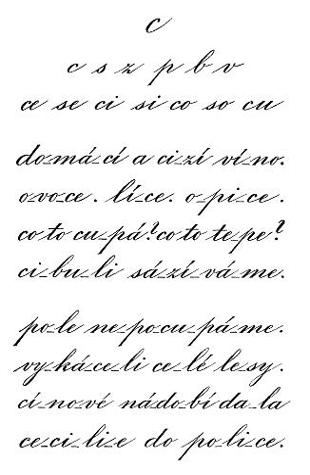 c
c s z p b v
ce se ci si co so cu
do-má-cí a ci-zí ví-no.
o-vo-ce. lí-ce. o-pi-ce.
co to cu-pá? co to te-pe?
ci-bu-li sá-zí-vá-me.
po-le ne-po-cu-pá-me.
vy-ká-ce-li ce-lé le-sy.
cí-no-vé ná-do-bí da-la
ce-ci-li-e do po-li-ce.